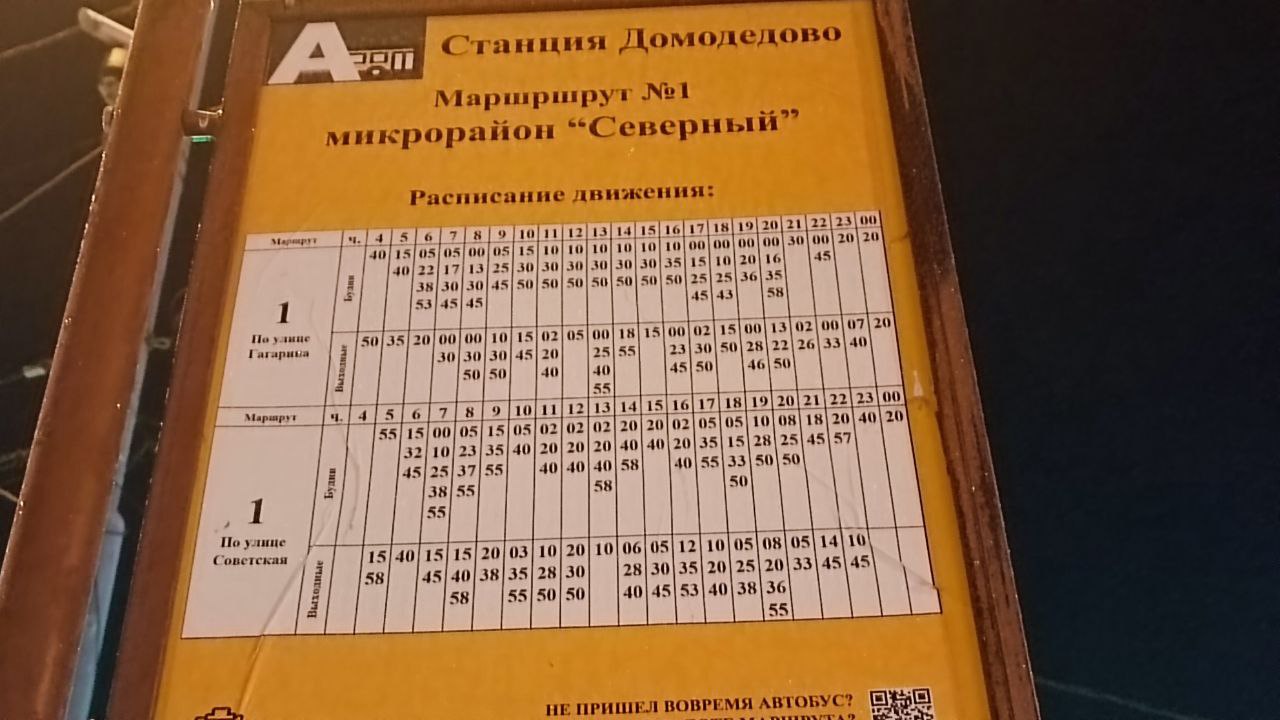 А Станция Домодедово
Маршршрут №1
микрорайон “Северный”
Расписание движения:
Маршрут ч. 4 5 6 7 8 9 10 11 12 13 14 15 16 17 18 19 20 21 22 23 00
1
По улице
Гагарина
Будни
40 15 05 05 00 05 15 10 10 10 10 10 10 00 00 00 00 30 00 20 20
40 22 17 13 25 30 30 30 30 30 30 35 15 10 20 16 45
38 30 30 45 50 50 50 50 50 50 50 25 25 36 35
53 45 45 45 43 58
Выходные
50 35 20 00 00 10 15 02 05 00 18 15 00 02 15 00 13 02 00 07 20
30 30 30 45 20 25 55 23 30 50 28 22 26 33 40
50 50 40 40 45 50 46 50
55
Маршрут ч. 4 5 6 7 8 9 10 11 12 13 14 15 16 17 18 19 20 21 22 23 00
1
По улице
Советская
Будни
55 15 00 05 15 05 02 02 02 20 20 02 05 05 10 08 18 20 40 20
32 10 23 35 40 20 20 20 40 40 20 35 15 28 25 45 57
45 25 37 55 40 40 40 58 40 55 33 50 50
38 55 58 50
55
Выходные
15 40 15 15 20 03 10 20 10 06 05 12 10 05 08 05 14 10
58 45 40 38 35 28 30 28 30 35 20 25 20 33 45 45
58 55 50 50 40 45 53 40 38 36
55
НЕ ПРИШЕЛ ВОВРЕМЯ АВТОБУС?
МАРШРУТА?